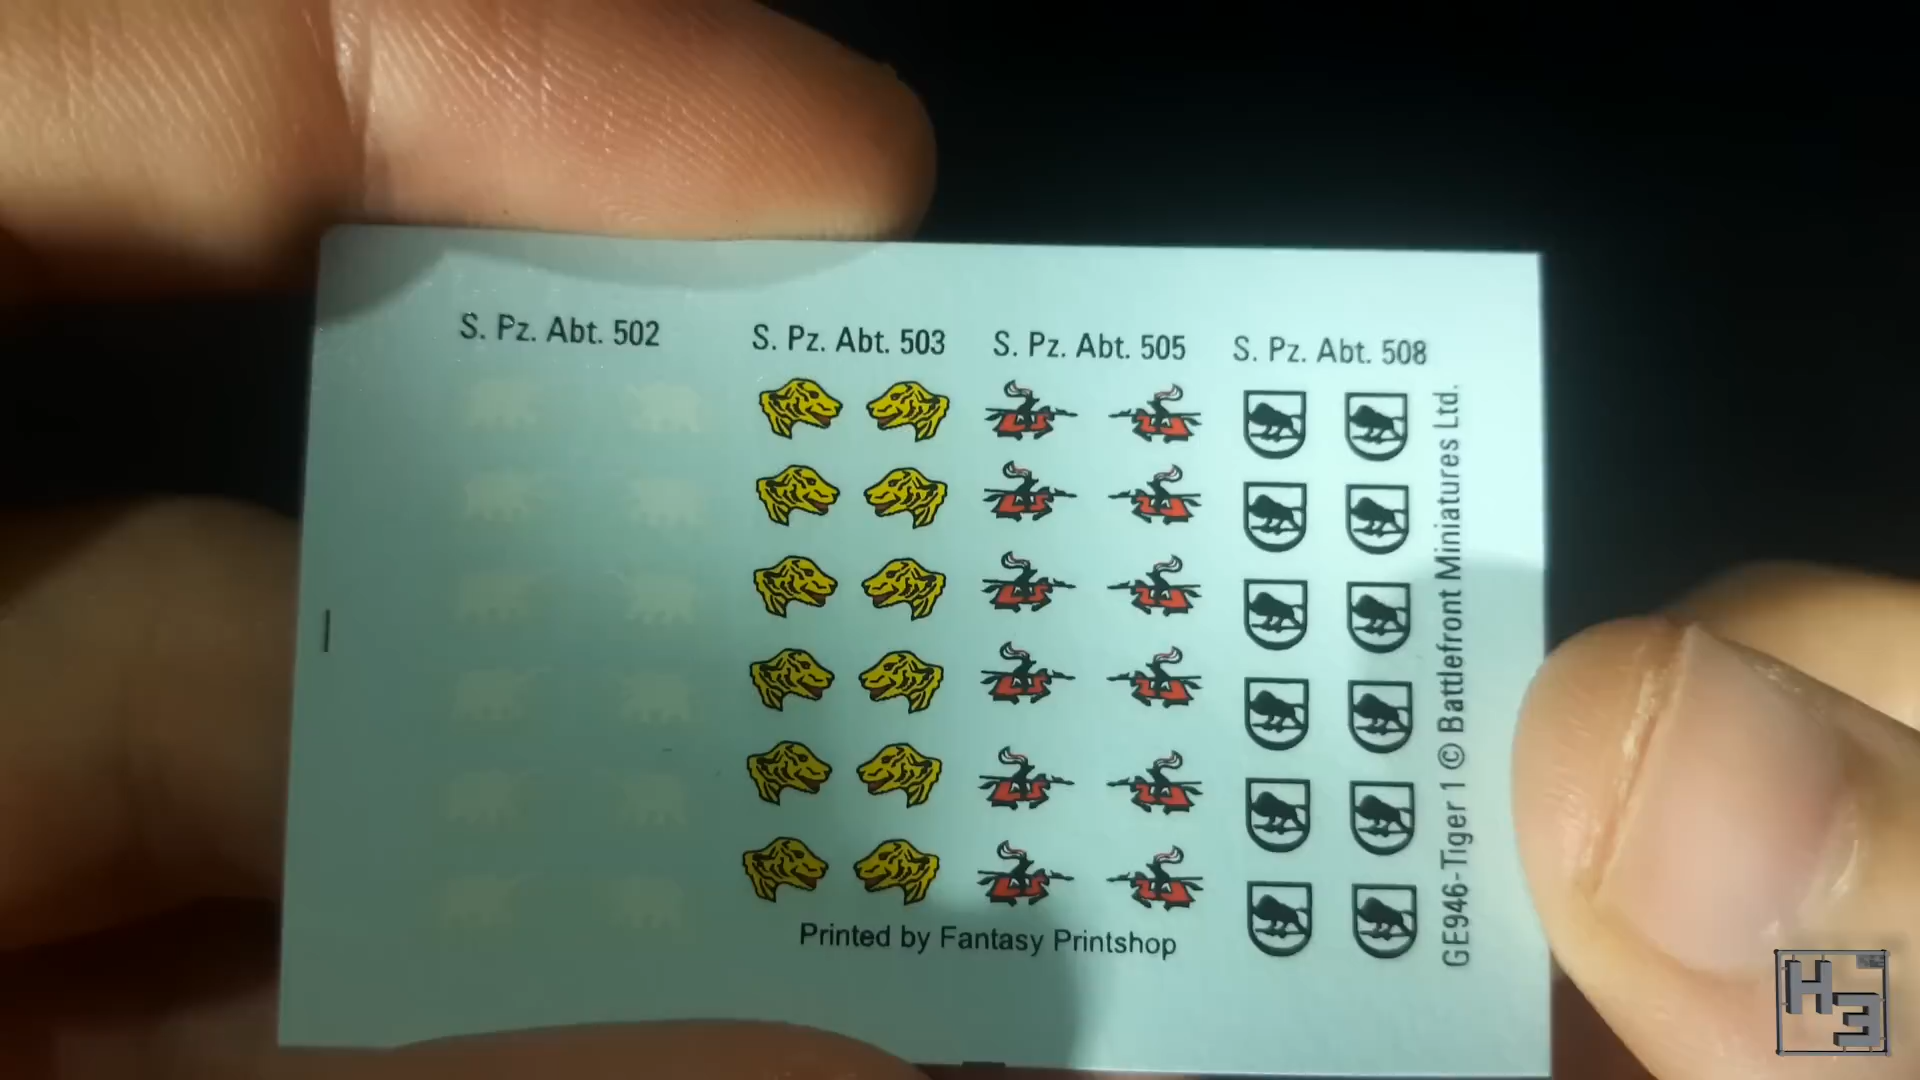 S. Pz. Abt. 502
S. Pz. Abt. 503
S. Pz. Abt. 505
S. Pz. Abt. 508
GE946-Tiger 1 © Battlefront Miniatures Ltd.
Printed by Fantasy Printshop
H3